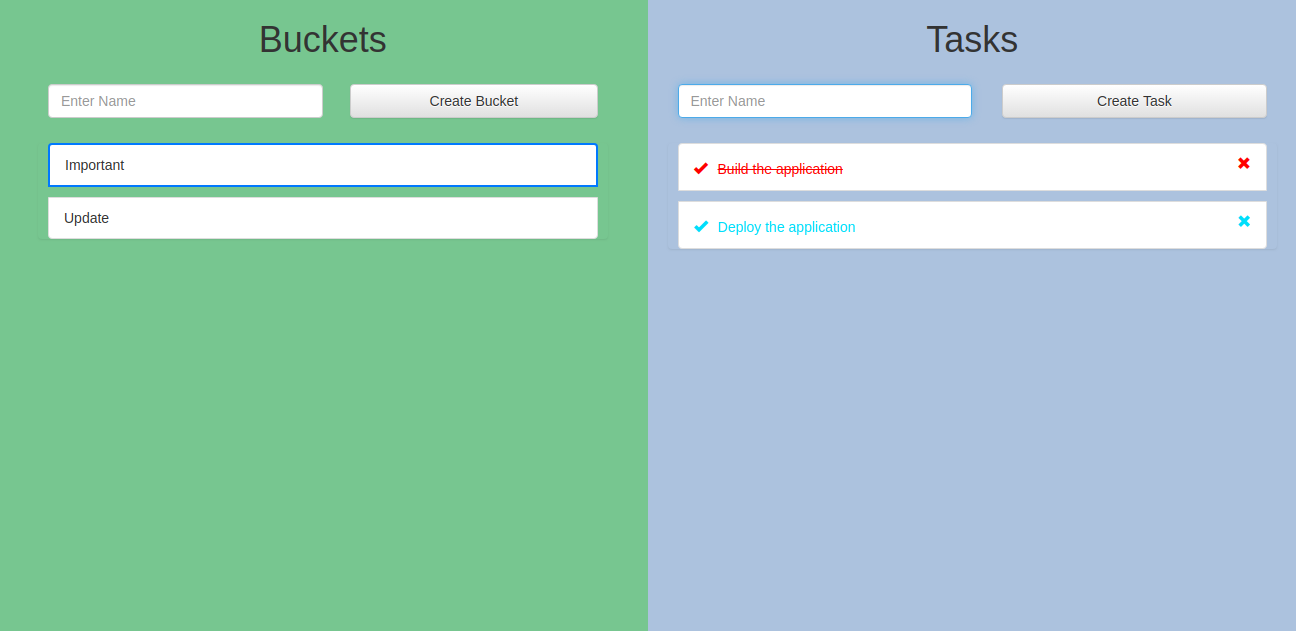 Buckets
Enter Name
Create Bucket
Important
Update
Tasks
Enter Name
Create Task
Build the application
Deploy the application